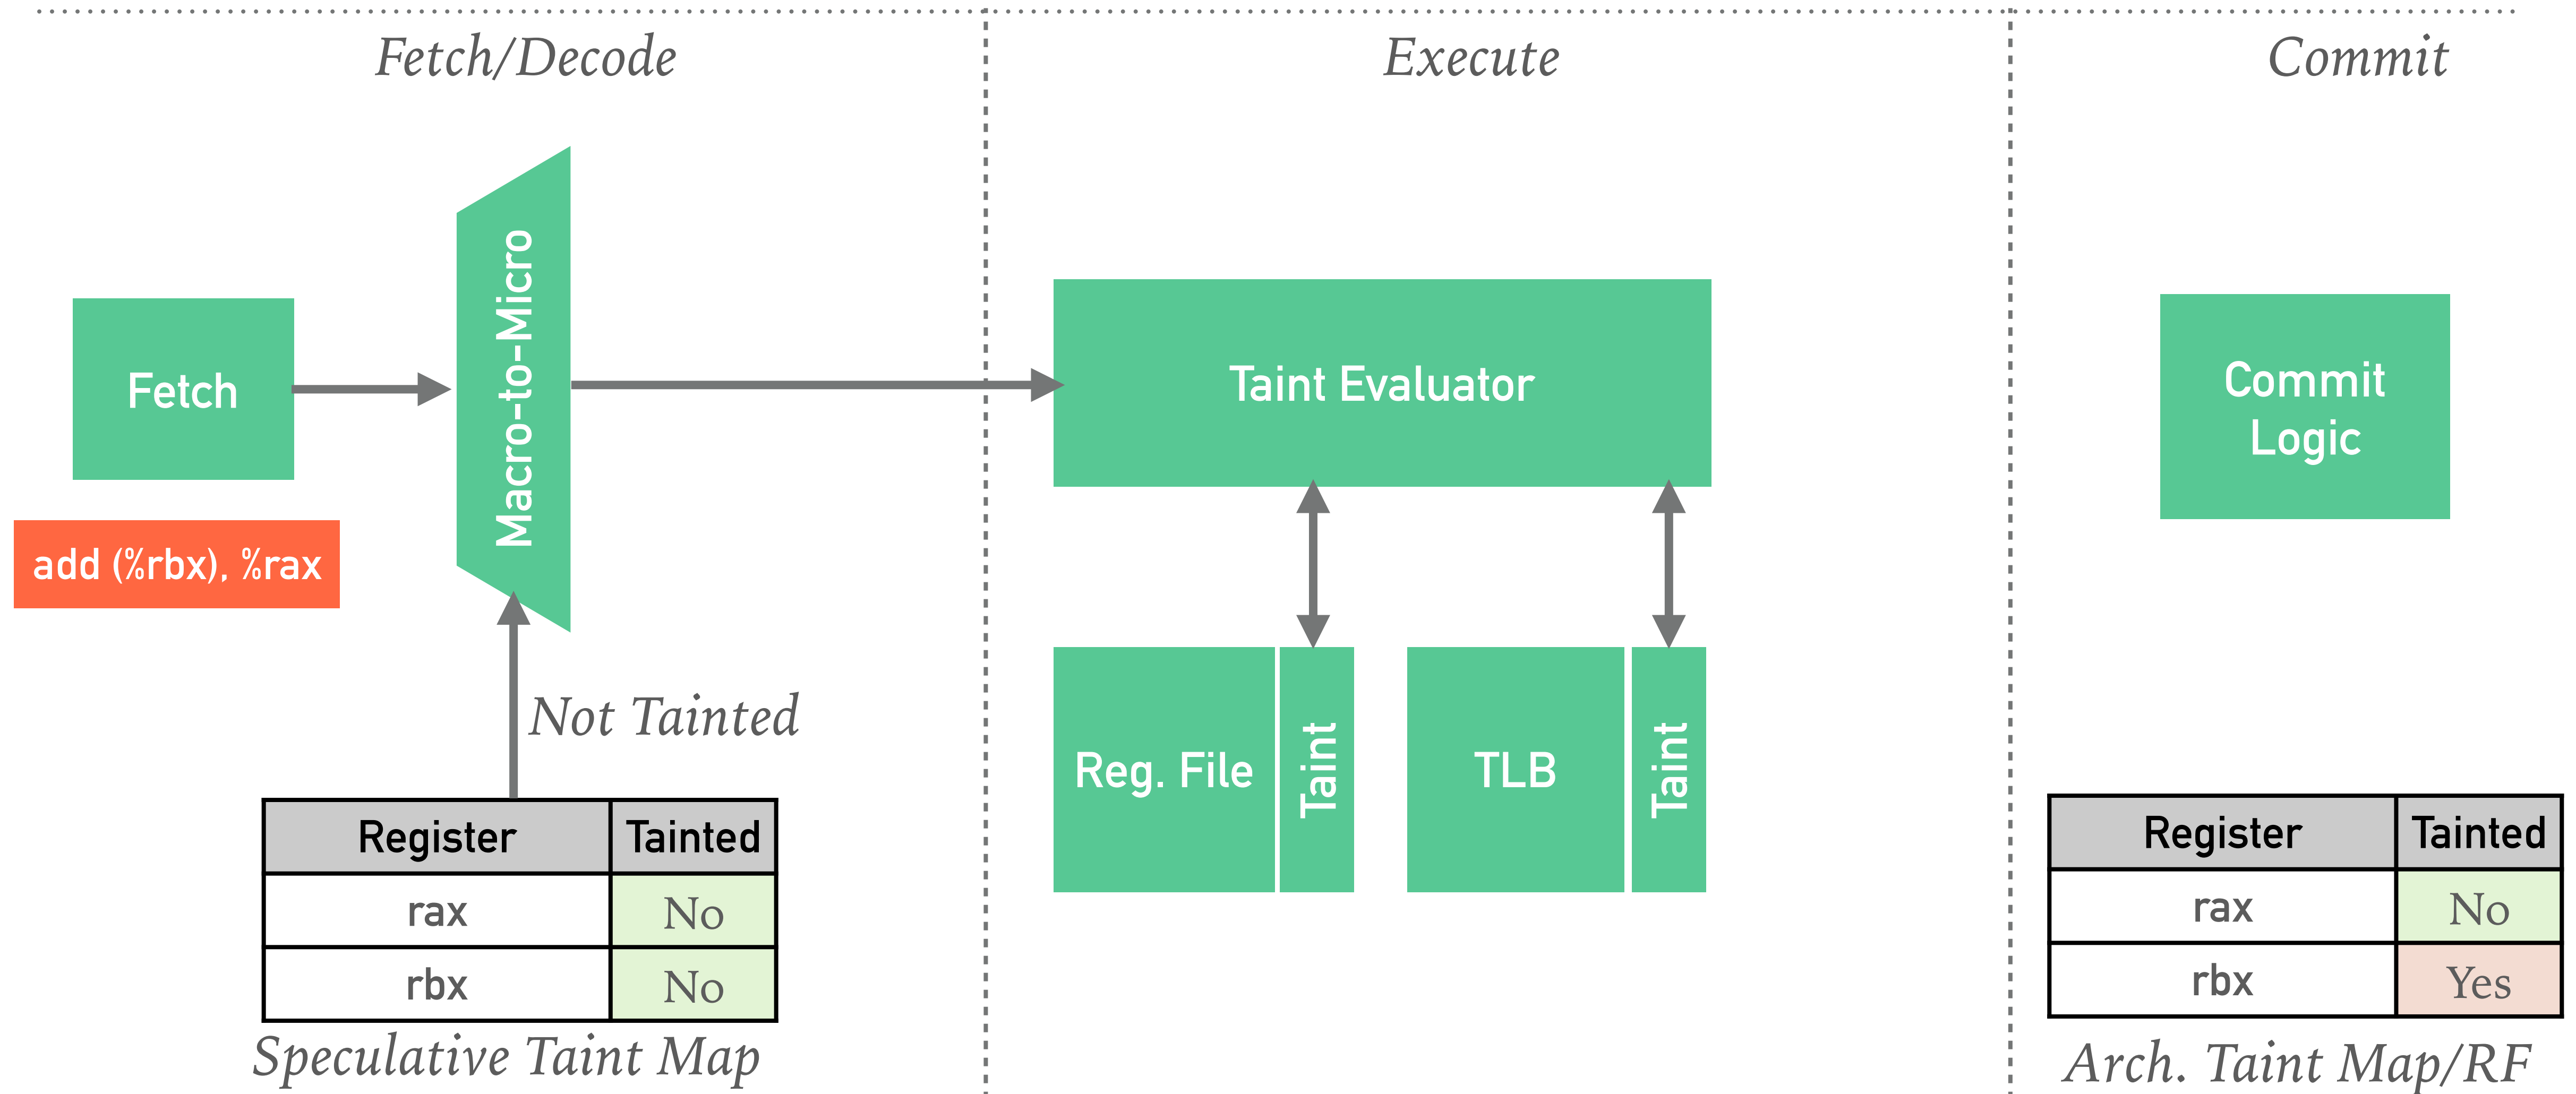 Fetch/Decode
Execute
Commit
Fetch
Macro-to-Micro
Taint Evaluator
Commit
Logic
add (%rbx), %rax
Not Tainted
Reg. File
Taint
TLB
Taint
Register Tainted
rax No
rbx No
Speculative Taint Map
Register Tainted
rax No
rbx Yes
Arch. Taint Map/RF